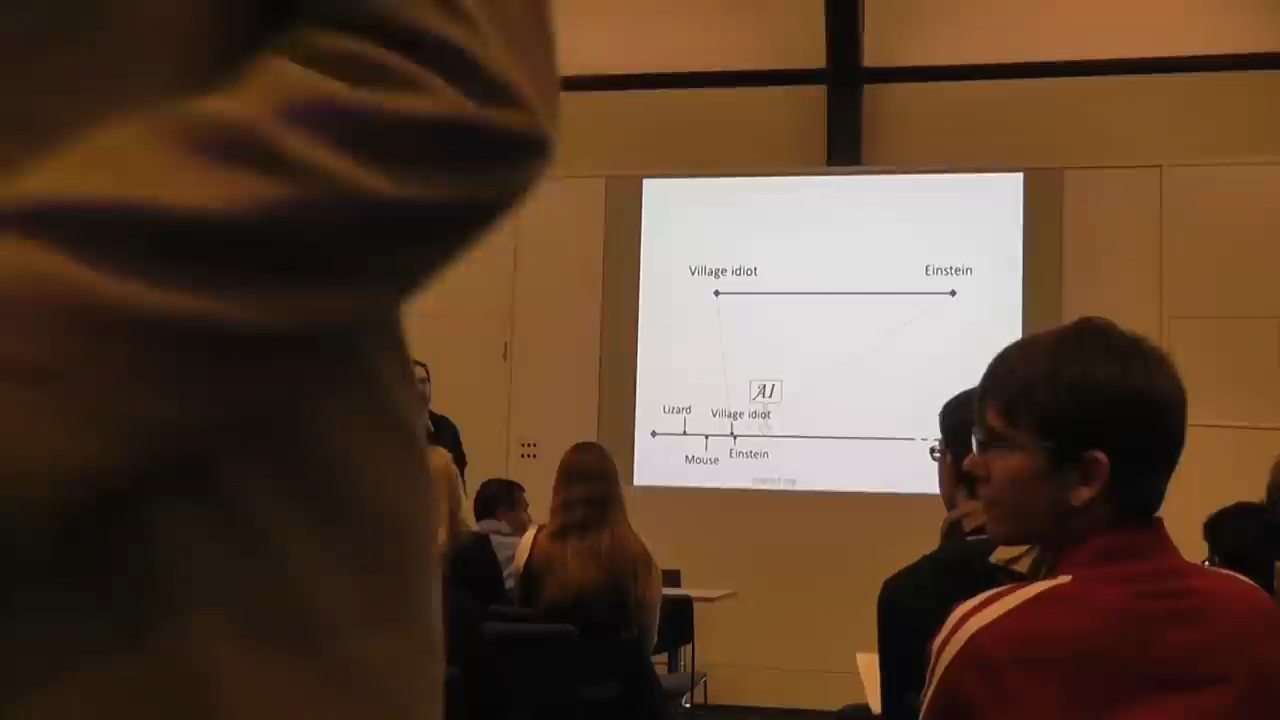 Village idiot
Einstein
AI
Lizard
Village idiot
Mouse
Einstein